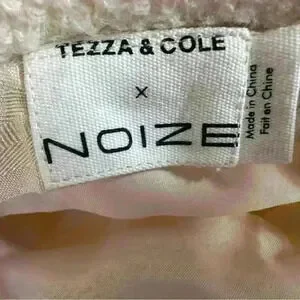 TEZZA & COLE
x
NOIZE
Made in China
Fait en Chine